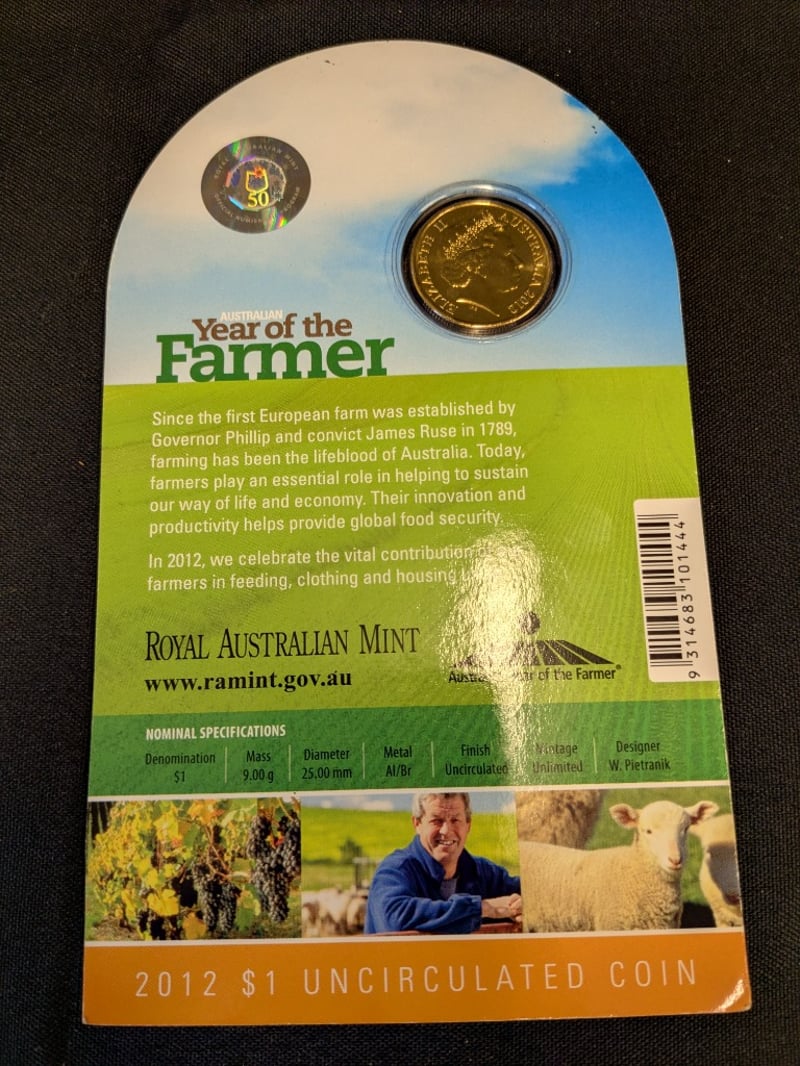 ROYAL AUSTRALIAN MINT
50
OFFICIAL NUMISMATIC PROGRAM
ELIZABETH II AUSTRALIA 2012
AUSTRALIAN
Year of the
Farmer
Since the first European farm was established by
Governor Phillip and convict James Ruse in 1789,
farming has been the lifeblood of Australia. Today,
farmers play an essential role in helping to sustain
our way of life and economy. Their innovation and
productivity helps provide global food security.
In 2012, we celebrate the vital contribution
farmers in feeding, clothing and housing
ROYAL AUSTRALIAN MINT
www.ramint.gov.au
of the Farmer®
9 314683 101444
NOMINAL SPECIFICATIONS
Denomination Mass Diameter Metal Finish Vintage Designer
$1 9.00 g 25.00 mm Al/Br Uncirculated Unlimited W. Pietranik
2012 $1 UNCIRCULATED COIN